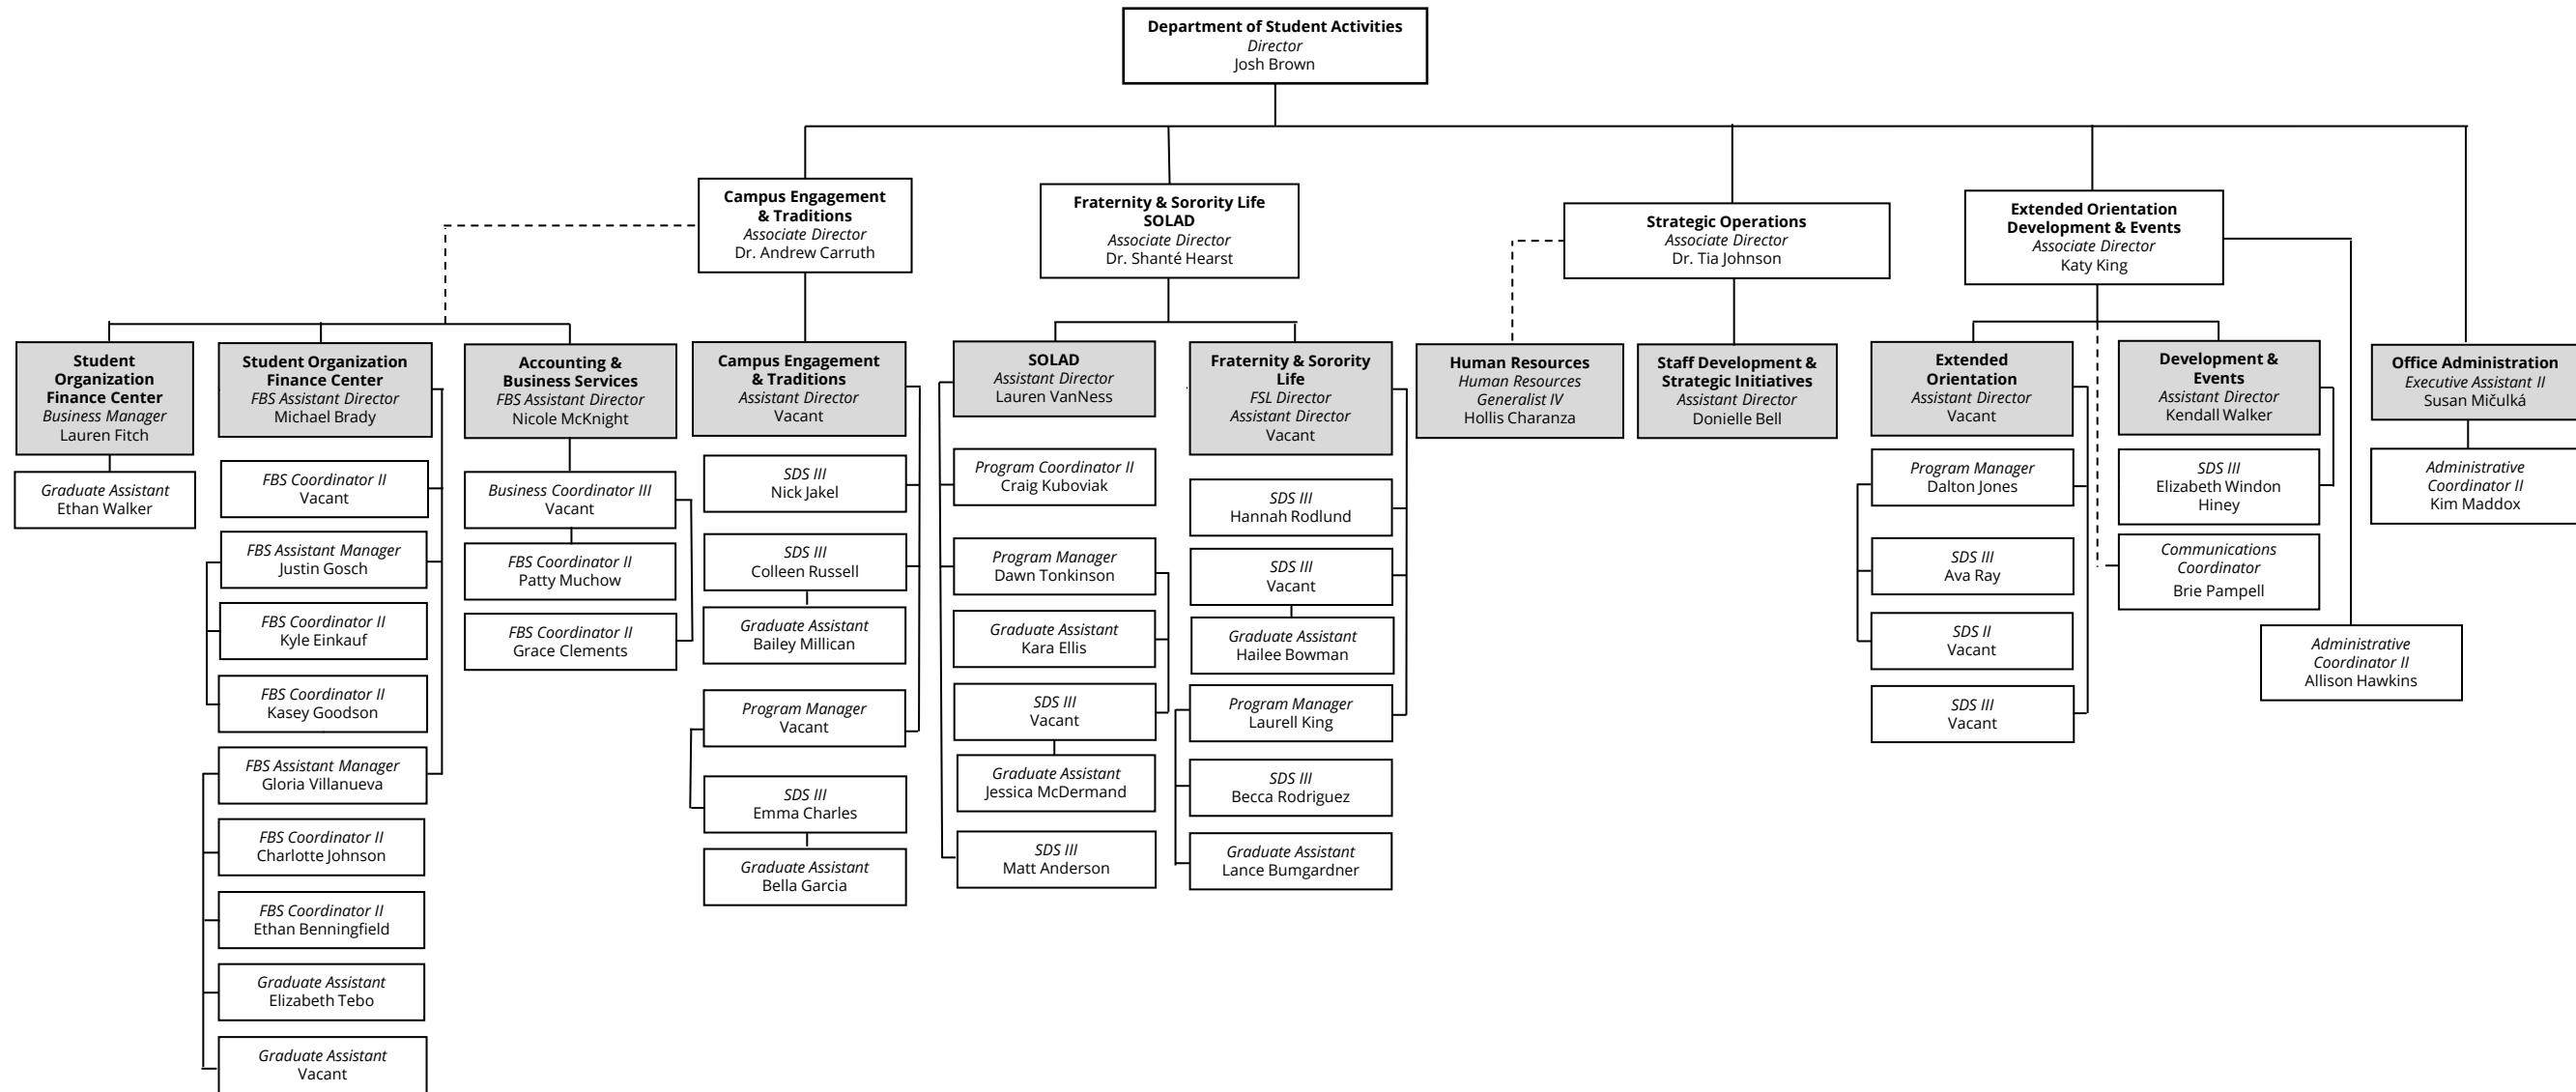 Department of Student Activities
Director
Josh Brown
Campus Engagement
& Traditions
Associate Director
Dr. Andrew Carruth
Fraternity & Sorority Life
SOLAD
Associate Director
Dr. Shanté Hearst
Strategic Operations
Associate Director
Dr. Tia Johnson
Extended Orientation
Development & Events
Associate Director
Katy King
Student
Organization
Finance Center
Business Manager
Lauren Fitch
Graduate Assistant
Ethan Walker
Student Organization
Finance Center
FBS Assistant Director
Michael Brady
FBS Coordinator II
Vacant
FBS Assistant Manager
Justin Gosch
FBS Coordinator II
Kyle Einkauf
FBS Coordinator II
Kasey Goodson
FBS Assistant Manager
Gloria Villanueva
FBS Coordinator II
Charlotte Johnson
FBS Coordinator II
Ethan Benningfield
Graduate Assistant
Elizabeth Tebo
Graduate Assistant
Vacant
Accounting &
Business Services
FBS Assistant Director
Nicole McKnight
Business Coordinator III
Vacant
FBS Coordinator II
Patty Muchow
FBS Coordinator II
Grace Clements
Campus Engagement
& Traditions
Assistant Director
Vacant
SDS III
Nick Jakel
SDS III
Colleen Russell
Graduate Assistant
Bailey Millican
Program Manager
Vacant
SDS III
Emma Charles
Graduate Assistant
Bella Garcia
SOLAD
Assistant Director
Lauren VanNess
Program Coordinator II
Craig Kuboviak
Program Manager
Dawn Tonkinson
Graduate Assistant
Kara Ellis
SDS III
Vacant
Graduate Assistant
Jessica McDermand
SDS III
Matt Anderson
Fraternity & Sorority
Life
FSL Director
Assistant Director
Vacant
SDS III
Hannah Rodlund
SDS III
Vacant
Graduate Assistant
Hailee Bowman
Program Manager
Laurell King
SDS III
Becca Rodriguez
Graduate Assistant
Lance Bumgardner
Human Resources
Human Resources
Generalist IV
Hollis Charanza
Staff Development &
Strategic Initiatives
Assistant Director
Donielle Bell
Extended
Orientation
Assistant Director
Vacant
Program Manager
Dalton Jones
SDS III
Ava Ray
SDS II
Vacant
SDS III
Vacant
Development &
Events
Assistant Director
Kendall Walker
SDS III
Elizabeth Windon
Hiney
Communications
Coordinator
Brie Pampell
Administrative
Coordinator II
Allison Hawkins
Office Administration
Executive Assistant II
Susan Mičulká
Administrative
Coordinator II
Kim Maddox